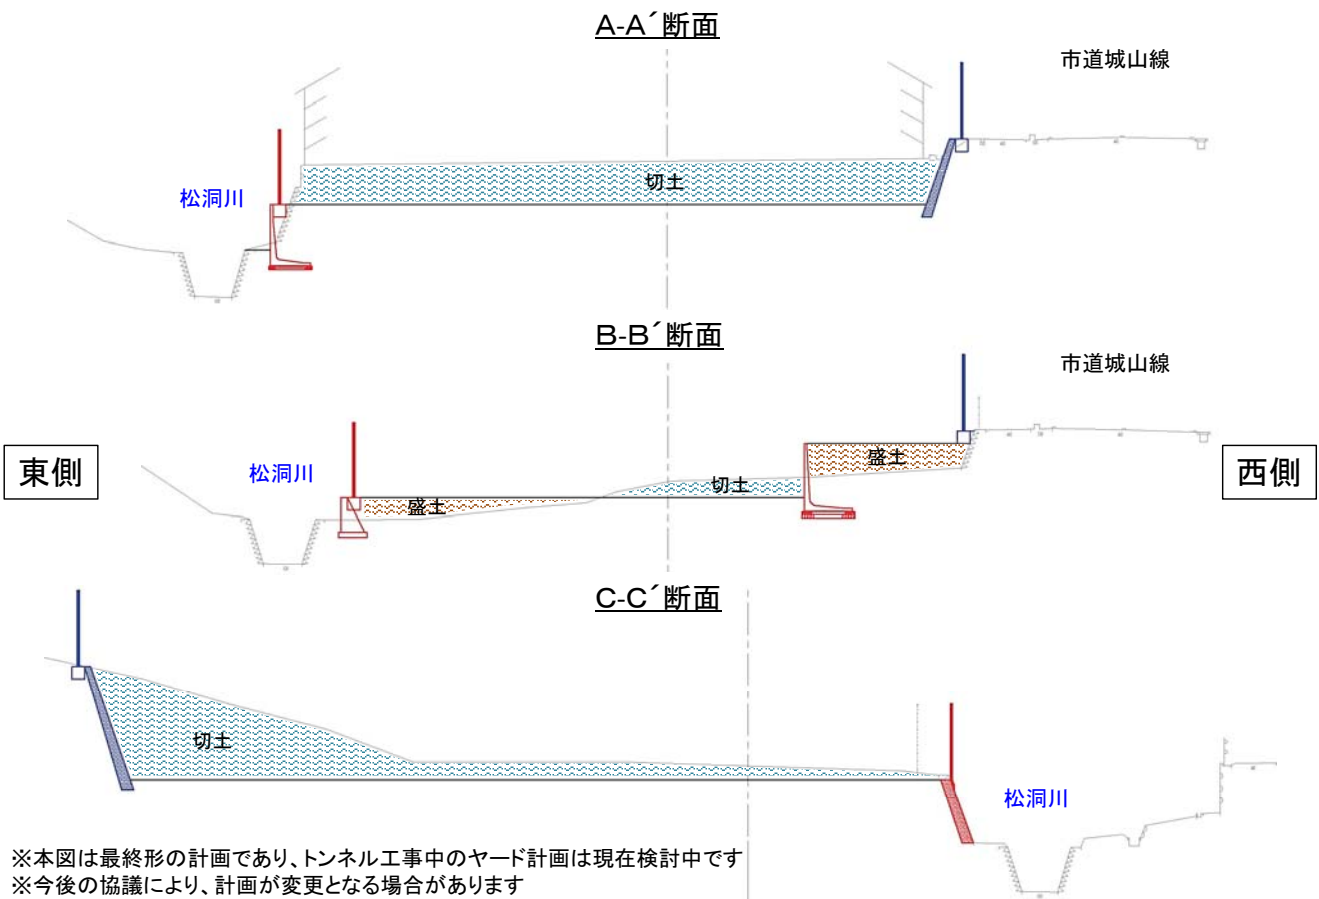 A-A´断面
市道城山線
切土
松洞川
B-B´断面
市道城山線
東側
松洞川
盛土
切土
盛土
西側
C-C´断面
切土
松洞川
※本図は最終形の計画であり、トンネル工事中のヤード計画は現在検討中です
※今後の協議により、計画が変更となる場合があります